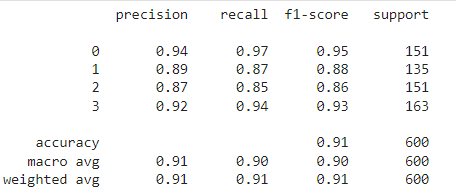 precision recall f1-score support
0 0.94 0.97 0.95 151
1 0.89 0.87 0.88 135
2 0.87 0.85 0.86 151
3 0.92 0.94 0.93 163
accuracy 0.91 600
macro avg 0.91 0.90 0.90 600
weighted avg 0.91 0.91 0.91 600